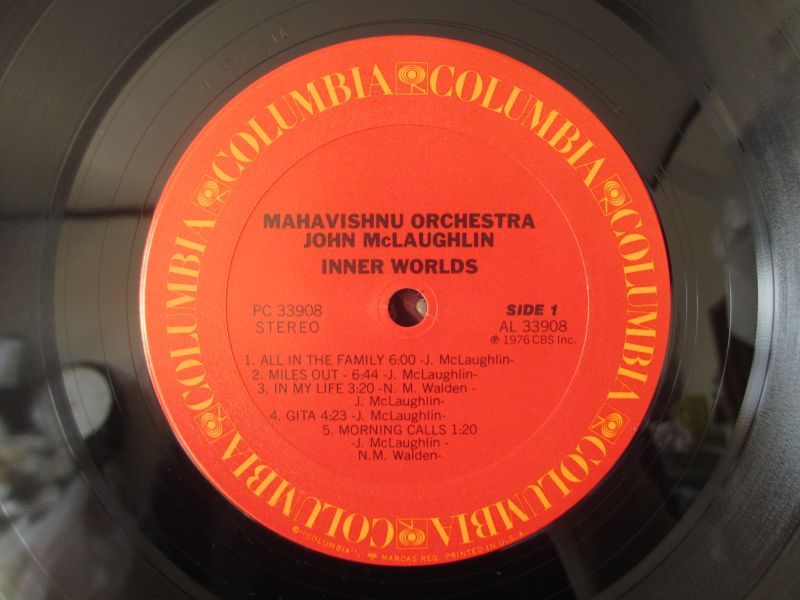 COLUMBIA COLUMBIA COLUMBIA COLUMBIA COLUMBIA COLUMBIA
MAHAVISHNU ORCHESTRA
JOHN McLAUGHLIN
INNER WORLDS
PC 33908
STEREO
SIDE 1
AL 33908
℗ 1976 CBS Inc.
1. ALL IN THE FAMILY 6:00 -J. McLaughlin-
2. MILES OUT - 6:44 -J. McLaughlin-
3. IN MY LIFE 3:20 -N. M. Walden -
J. McLaughlin-
4. GITA 4:23 -J. McLaughlin-
5. MORNING CALLS 1:20
-J. McLaughlin -
N.M. Walden-
©"COLUMBIA", MARCAS REG. PRINTED IN U.S.A.